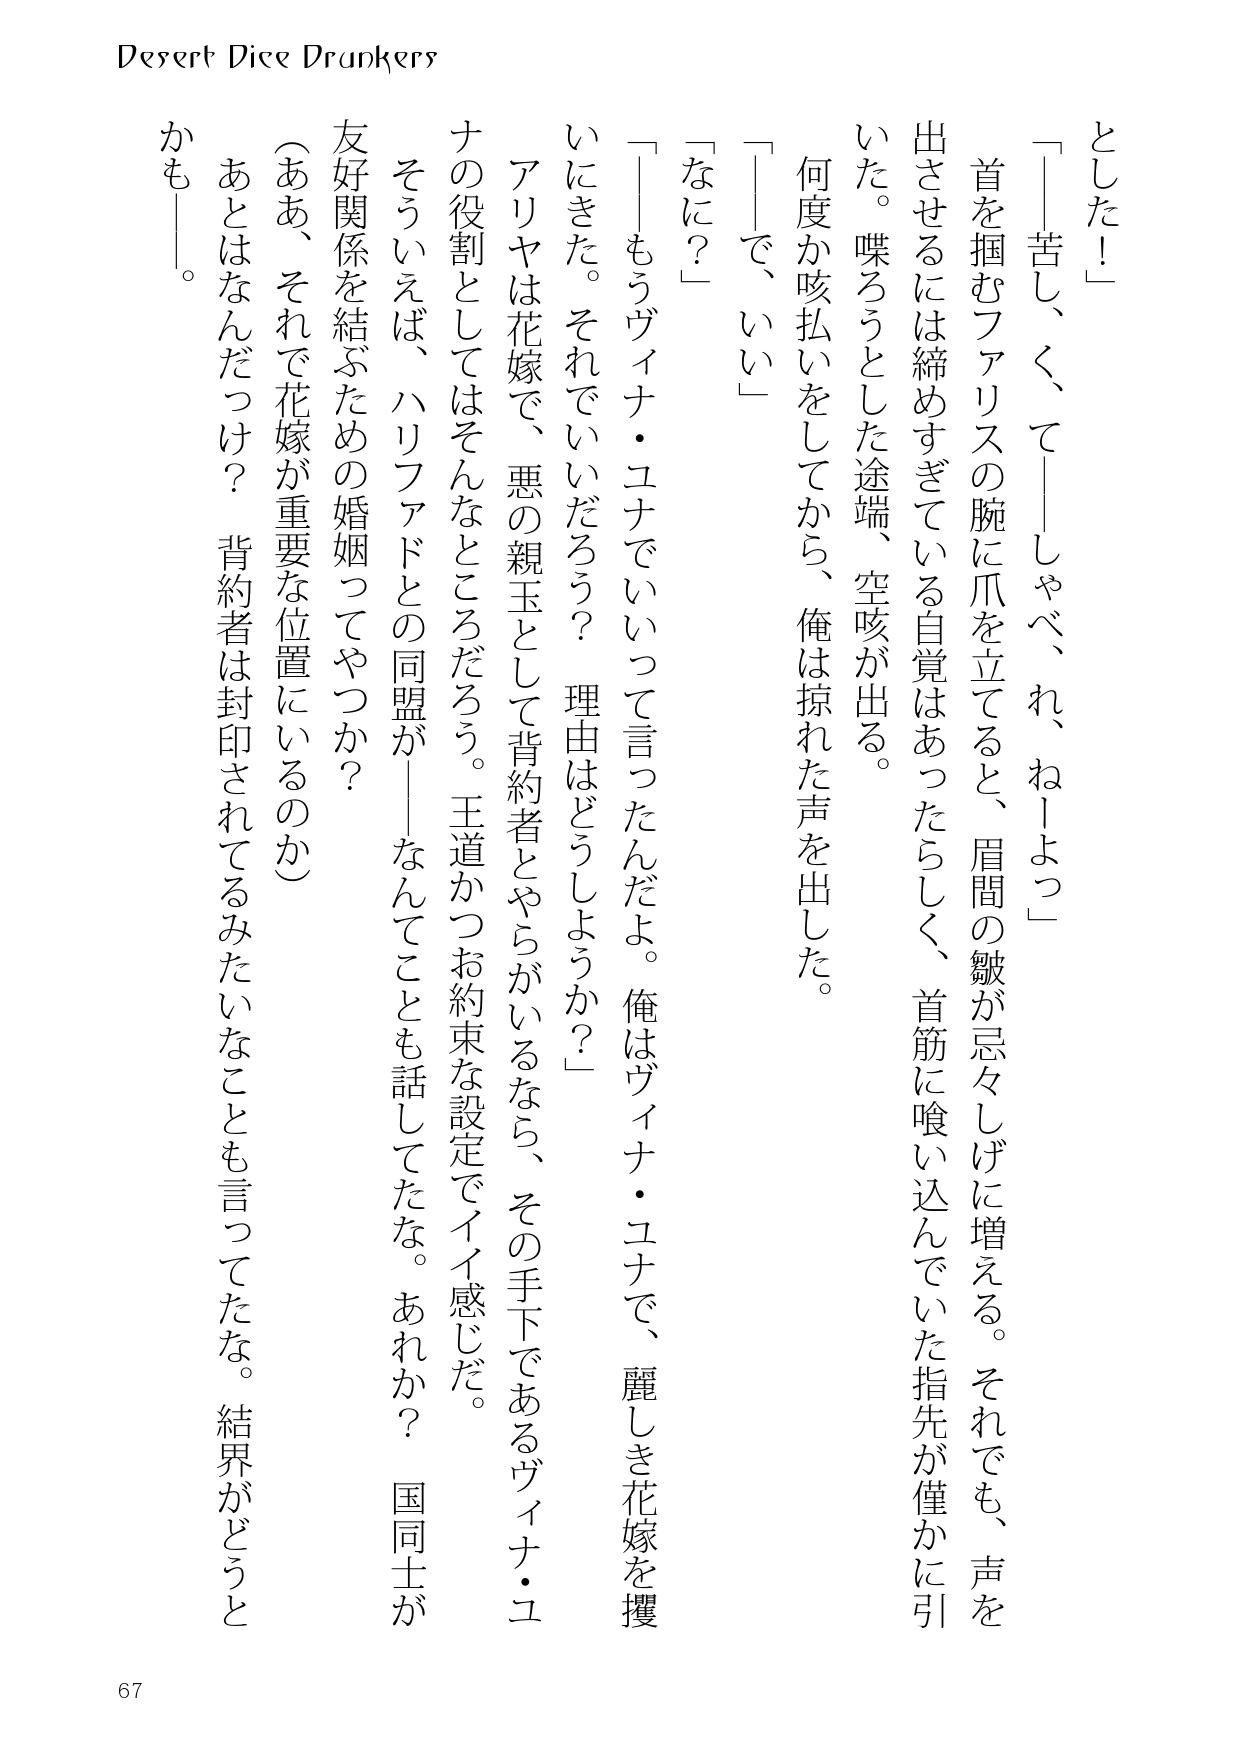 Desert Dice Drunkers
とした！」
「――苦し、く、て――しゃべ、れ、ねーよっ」
　首を掴むファリスの腕に爪を立てると、眉間の皺が忌々しげに増える。それでも、声を
出させるには締めすぎている自覚はあったらしく、首筋に喰い込んでいた指先が僅かに引
いた。喋ろうとした途端、空咳が出る。
　何度か咳払いをしてから、俺は掠れた声を出した。
「――で、いい」
「なに？」
「――もうヴィナ・ユナでいいって言ったんだよ。俺はヴィナ・ユナで、麗しき花嫁を攫
いにきた。それでいいだろう？　理由はどうしようか？」
　アリヤは花嫁で、悪の親玉として背約者とやらがいるなら、その手下であるヴィナ・ユ
ナの役割としてはそんなところだろう。王道かつお約束な設定でイイ感じだ。
　そういえば、ハリファドとの同盟が――なんてことも話してたな。あれか？　国同士が
友好関係を結ぶための婚姻ってやつか？
（ああ、それで花嫁が重要な位置にいるのか）
　あとはなんだっけ？　背約者は封印されてるみたいなことも言ってたな。結界がどうと
かも――。
67